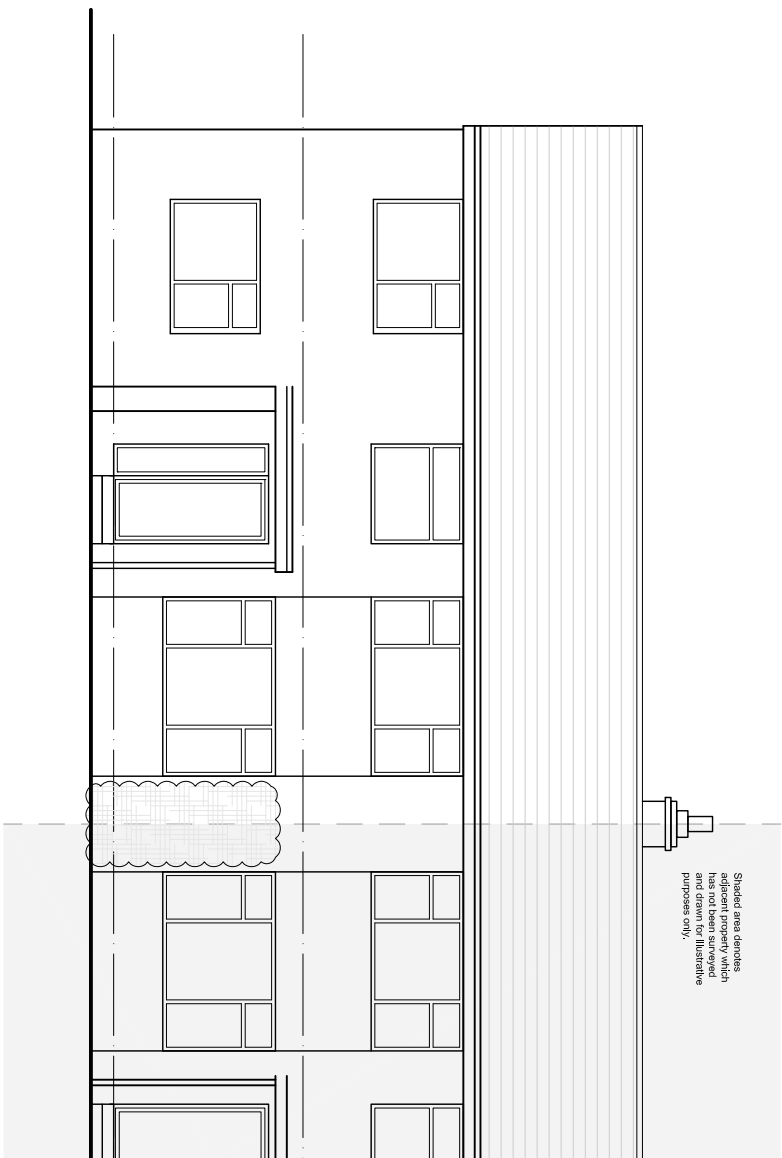 Shaded area denotes
adjacent property which
has not been surveyed
and drawn for illustrative
purposes only.